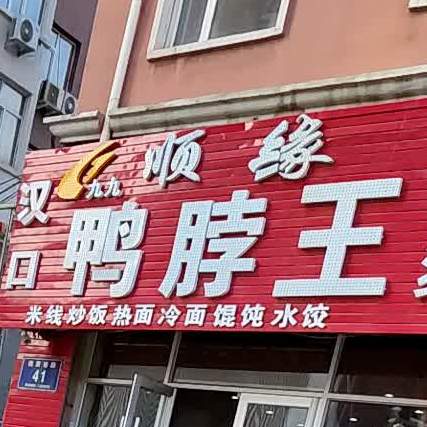 九九 顺缘
汉口 鸭脖王
米线 炒饭 热面 冷面 馄饨 水饺
41